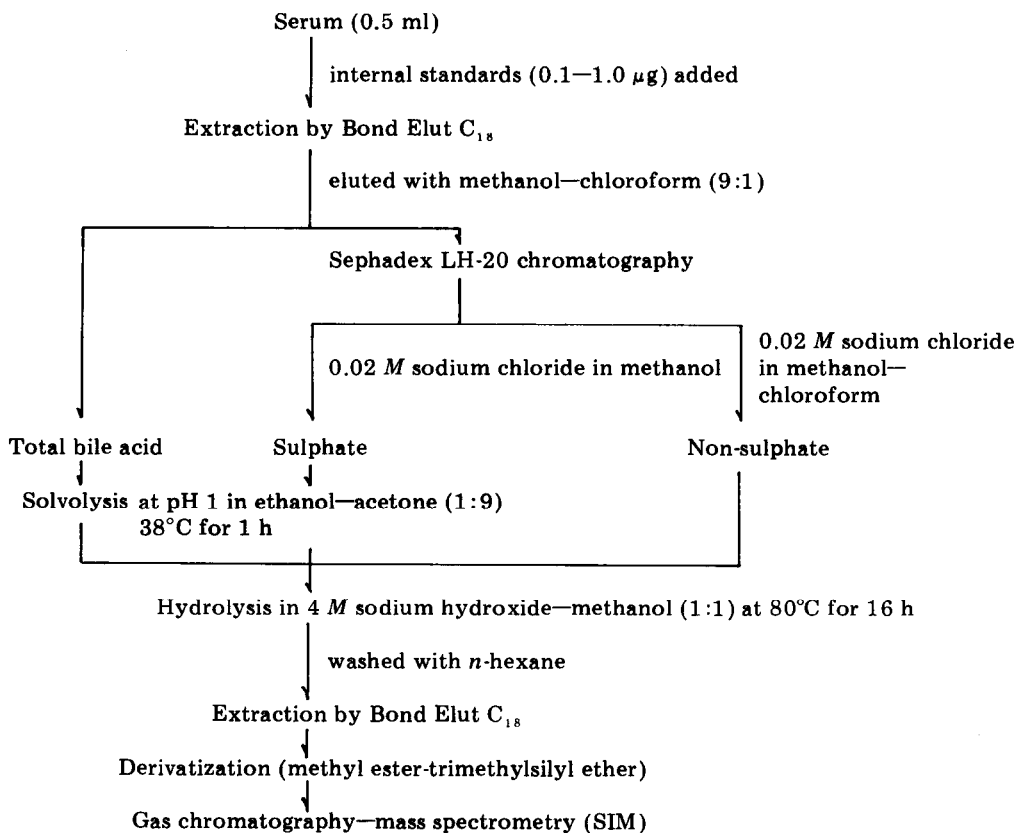 Serum (0.5 ml)
internal standards (0.1—1.0 μg) added
Extraction by Bond Elut C₁₈
eluted with methanol—chloroform (9:1)
Sephadex LH-20 chromatography
0.02 M sodium chloride in methanol
0.02 M sodium chloride
in methanol—
chloroform
Total bile acid
Sulphate
Non-sulphate
Solvolysis at pH 1 in ethanol—acetone (1:9)
38°C for 1 h
Hydrolysis in 4 M sodium hydroxide—methanol (1:1) at 80°C for 16 h
washed with n-hexane
Extraction by Bond Elut C₁₈
Derivatization (methyl ester-trimethylsilyl ether)
Gas chromatography—mass spectrometry (SIM)